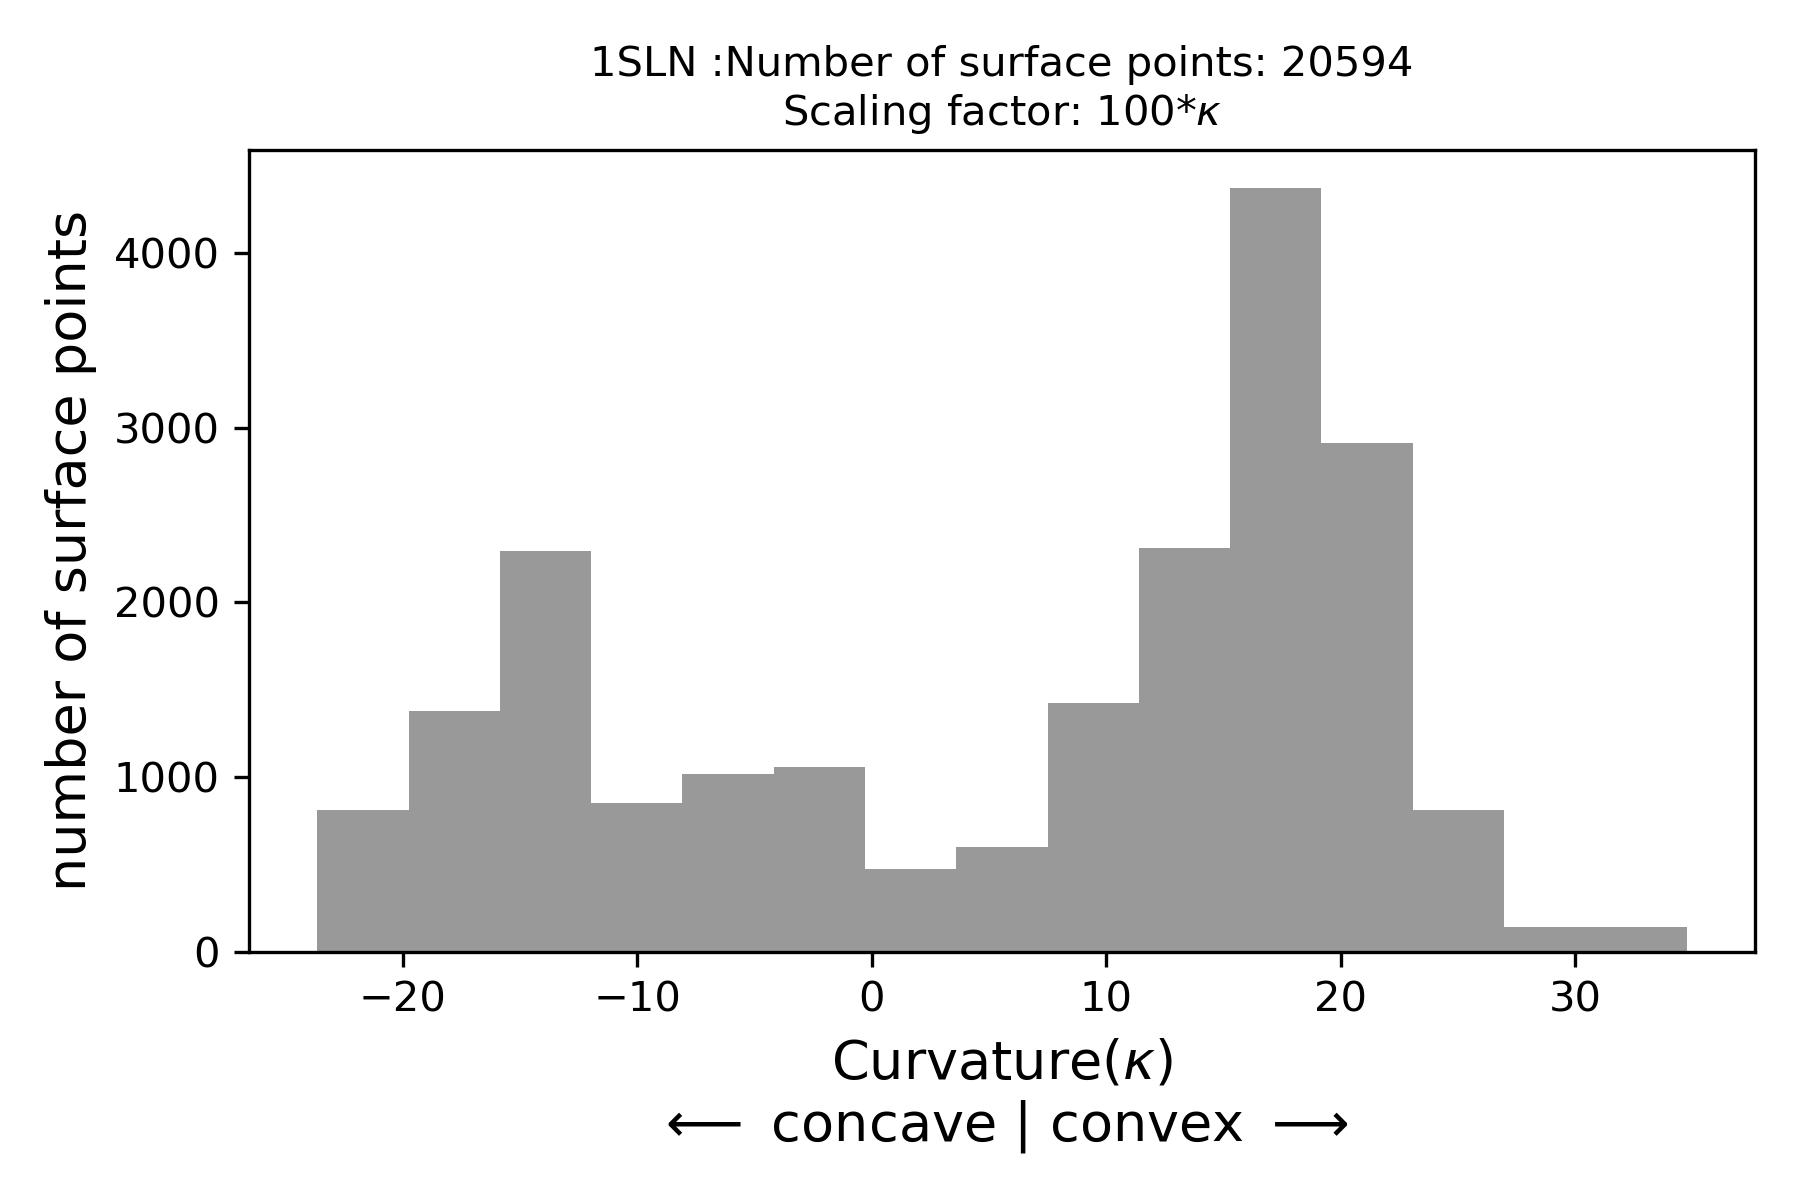 1SLN :Number of surface points: 20594
Scaling factor: 100*κ
number of surface points
4000
3000
2000
1000
0
−20 −10 0 10 20 30
Curvature(κ)
⟵ concave | convex ⟶